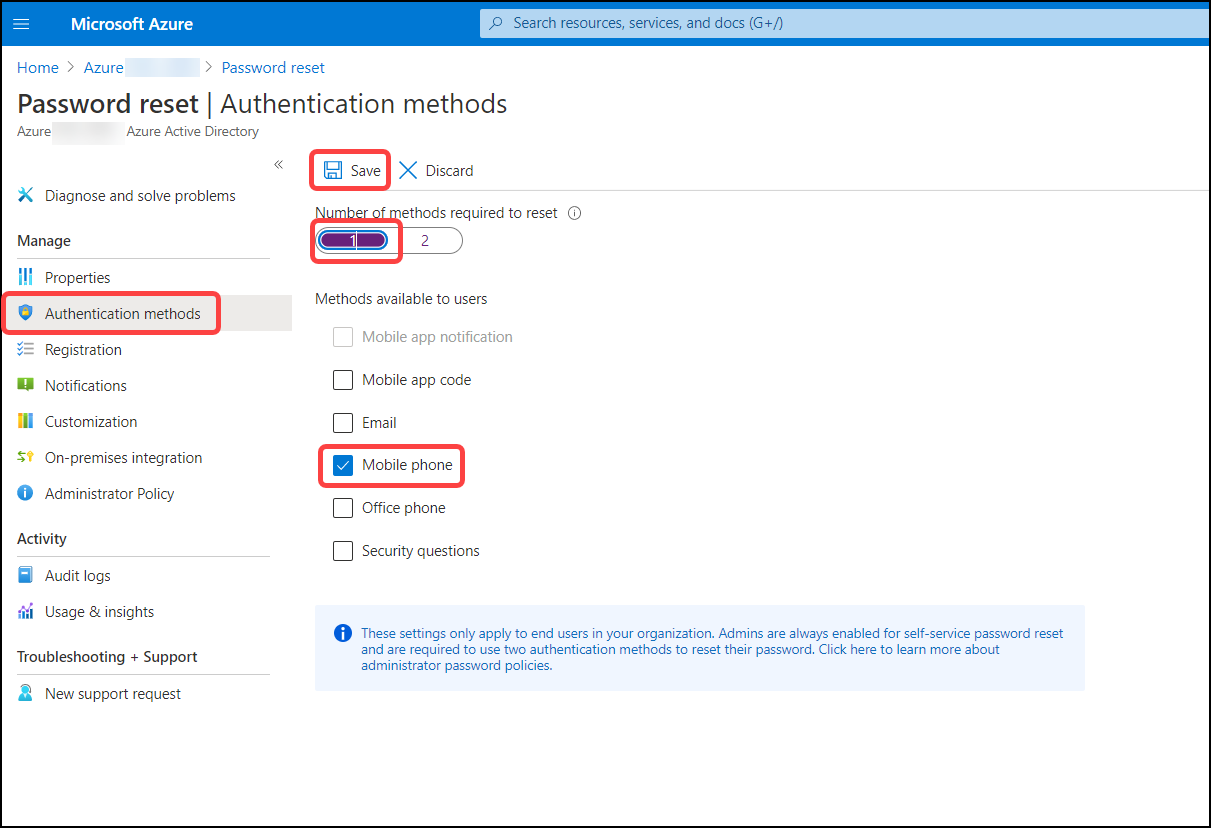 Microsoft Azure
Search resources, services, and docs (G+/)
Home > Azure > Password reset
Password reset | Authentication methods
Azure Azure Active Directory
«
Save Discard
Diagnose and solve problems
Number of methods required to reset
Manage
1 2
Properties
Methods available to users
Authentication methods
Mobile app notification
Registration
Mobile app code
Notifications
Email
Customization
On-premises integration
Mobile phone
Administrator Policy
Office phone
Activity
Security questions
Audit logs
Usage & insights
These settings only apply to end users in your organization. Admins are always enabled for self-service password reset
and are required to use two authentication methods to reset their password. Click here to learn more about
administrator password policies.
Troubleshooting + Support
New support request